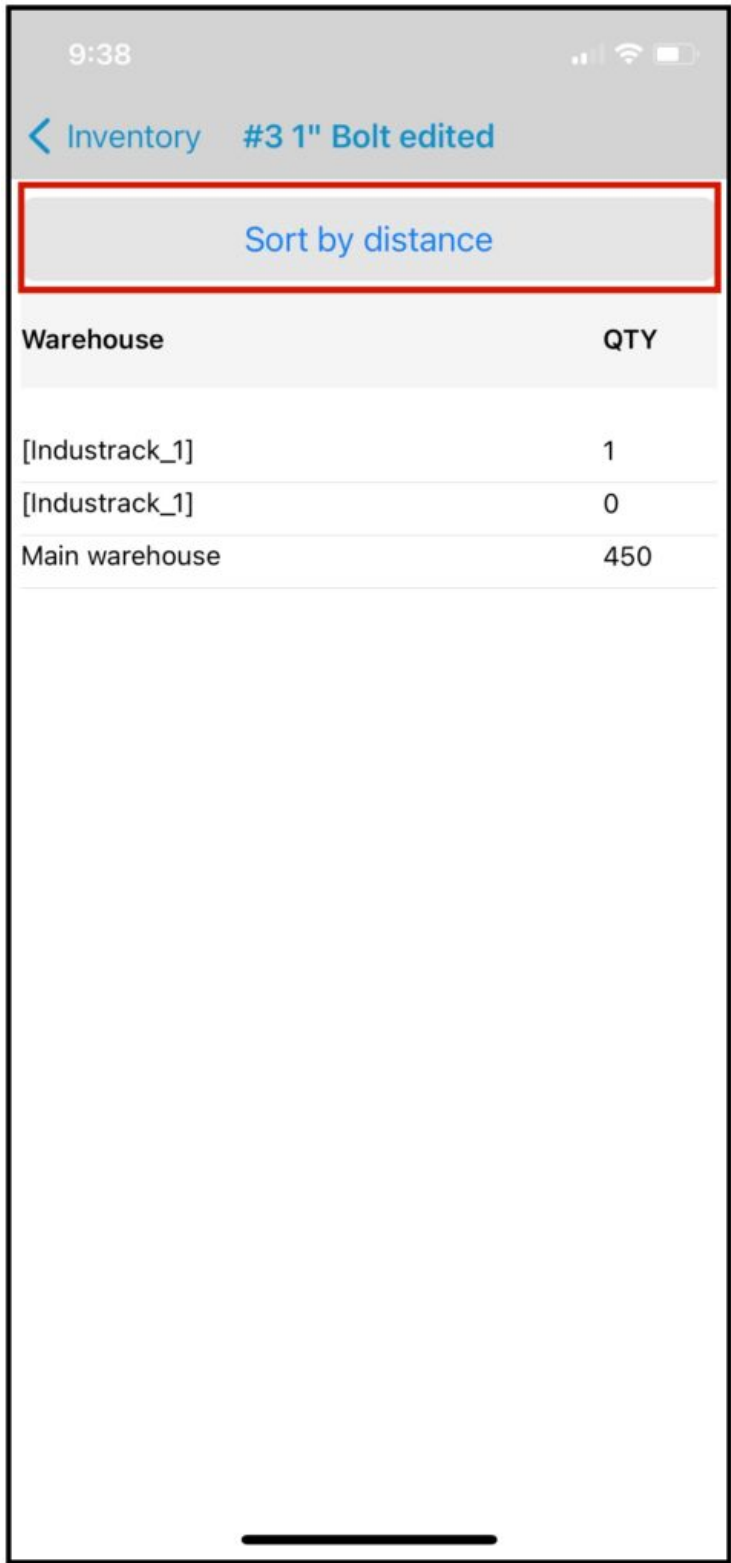 9:38
Inventory #3 1" Bolt edited
Sort by distance
Warehouse QTY
[Industrack_1] 1
[Industrack_1] 0
Main warehouse 450